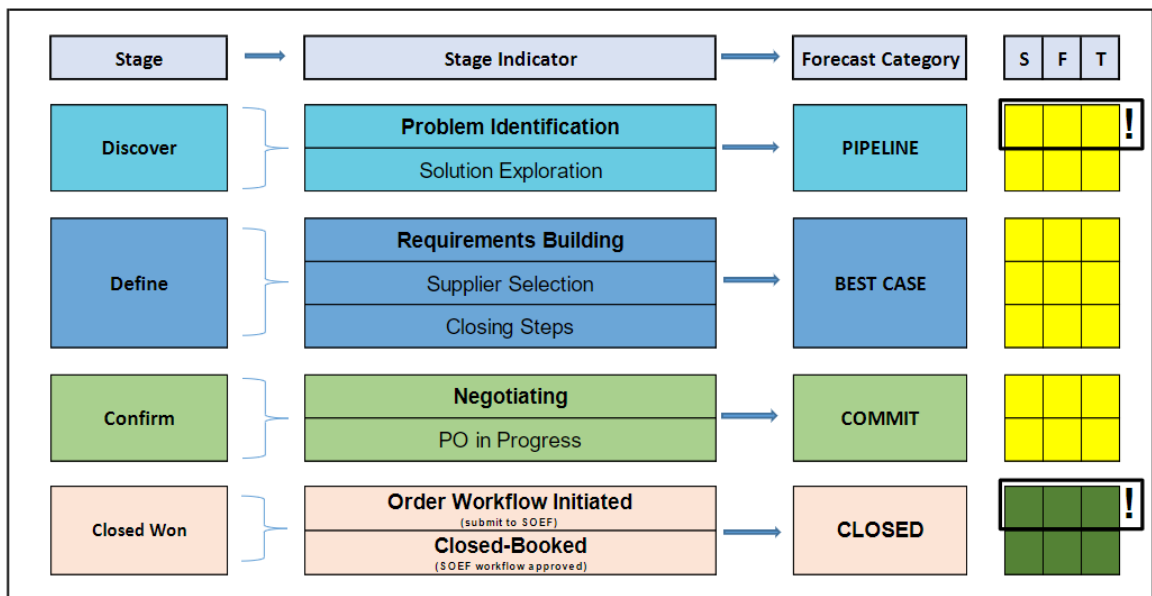 Stage
Stage Indicator
Forecast Category
S
F
T
Discover
Problem Identification
Solution Exploration
PIPELINE
!
Define
Requirements Building
Supplier Selection
Closing Steps
BEST CASE
Confirm
Negotiating
PO in Progress
COMMIT
Closed Won
Order Workflow Initiated
(submit to SOEF)
Closed-Booked
(SOEF workflow approved)
CLOSED
!